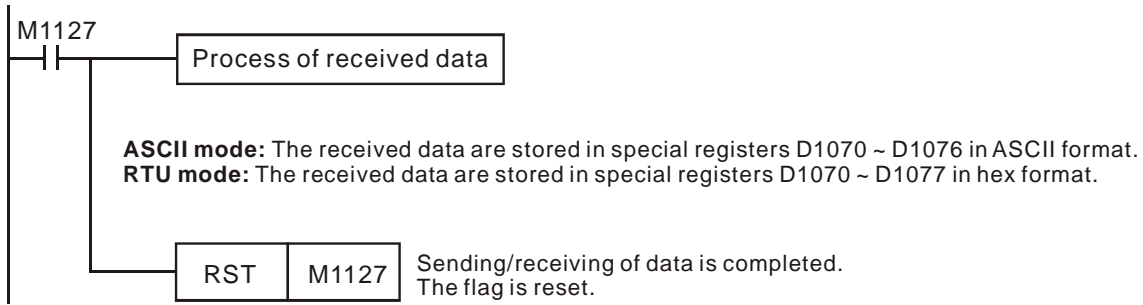 M1127
Process of received data
ASCII mode: The received data are stored in special registers D1070 ~ D1076 in ASCII format.
RTU mode: The received data are stored in special registers D1070 ~ D1077 in hex format.
RST M1127
Sending/receiving of data is completed.
The flag is reset.